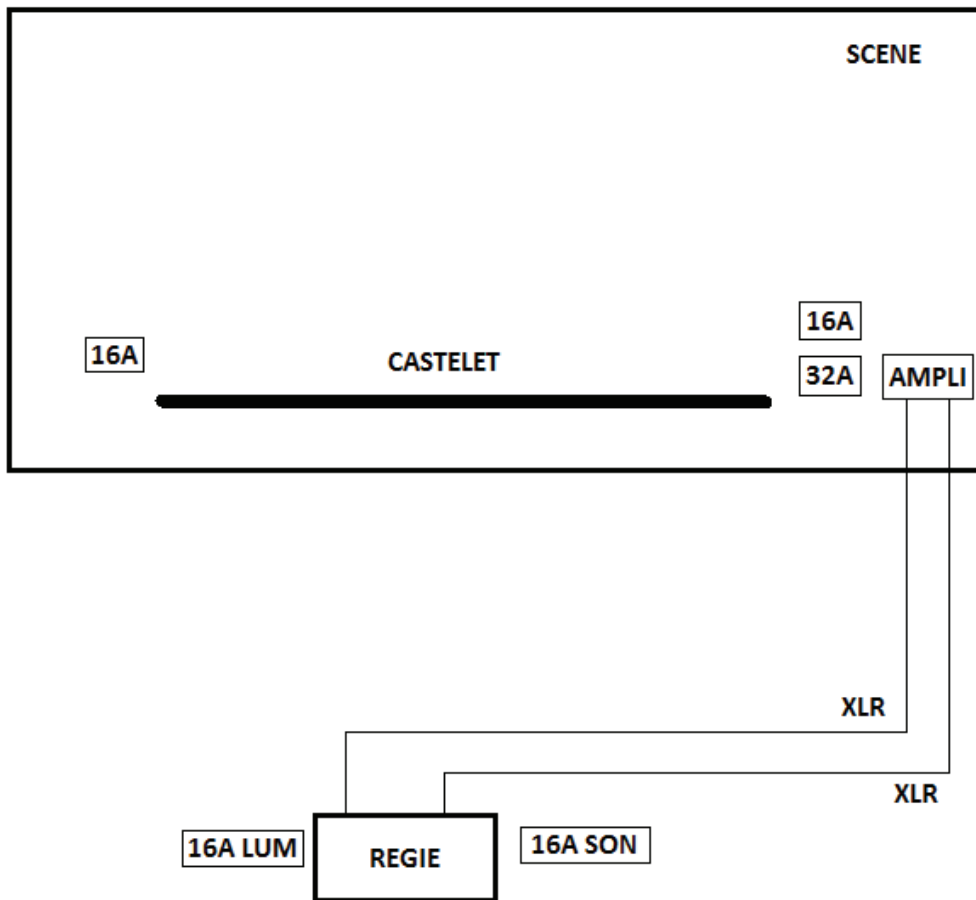 SCENE
16A
16A
CASTELET
32A
AMPLI
XLR
XLR
16A LUM
REGIE
16A SON